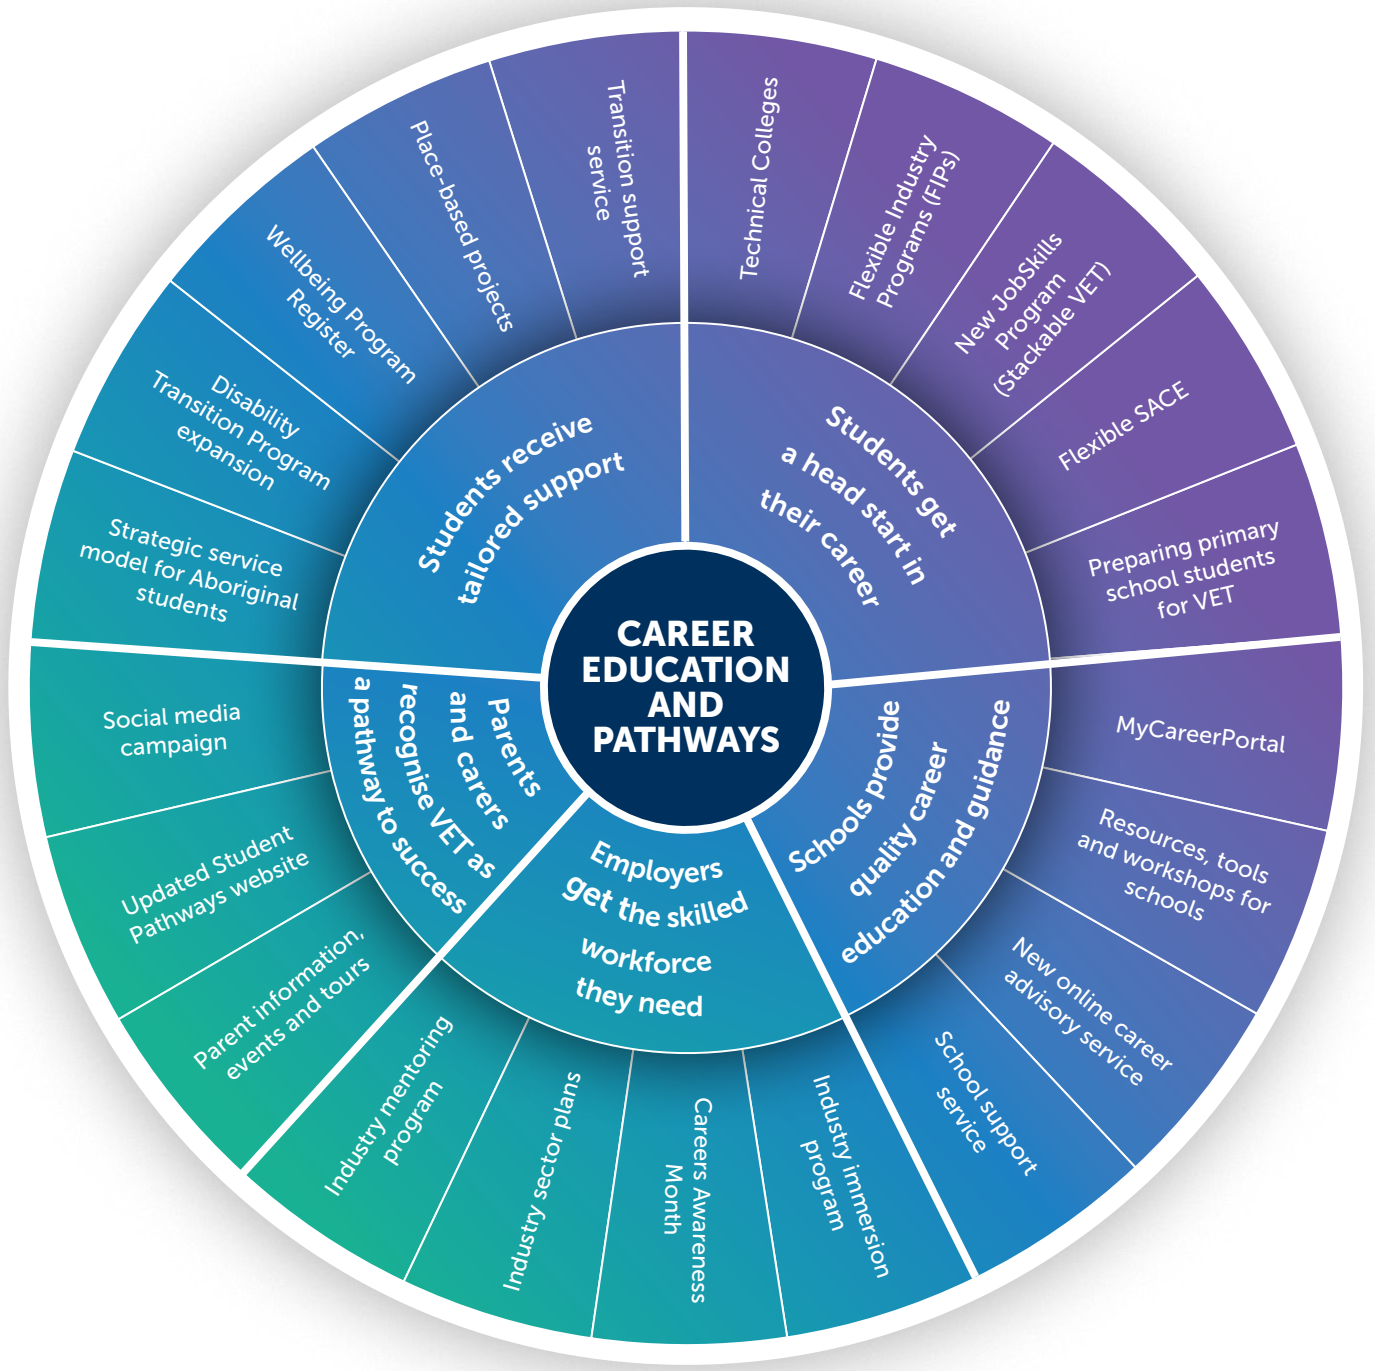 CAREER
EDUCATION
AND
PATHWAYS
Students get
a head start in
their career
Technical Colleges
Flexible Industry
Programs (FIPs)
New JobSkills
Program
(Stackable VET)
Flexible SACE
Preparing primary
school students
for VET
Schools provide
quality career
education and guidance
MyCareerPortal
Resources, tools
and workshops for
schools
New online career
advisory service
School support
service
Employers
get the skilled
workforce
they need
Industry immersion
program
Careers Awareness
Month
Industry sector plans
Industry mentoring
program
Parents
and carers
recognise VET as
a pathway to success
Parent information,
events and tours
Updated Student
Pathways website
Social media
campaign
Students receive
tailored support
Strategic service
model for Aboriginal
students
Disability
Transition Program
expansion
Wellbeing Program
Register
Place-based projects
Transition support
service